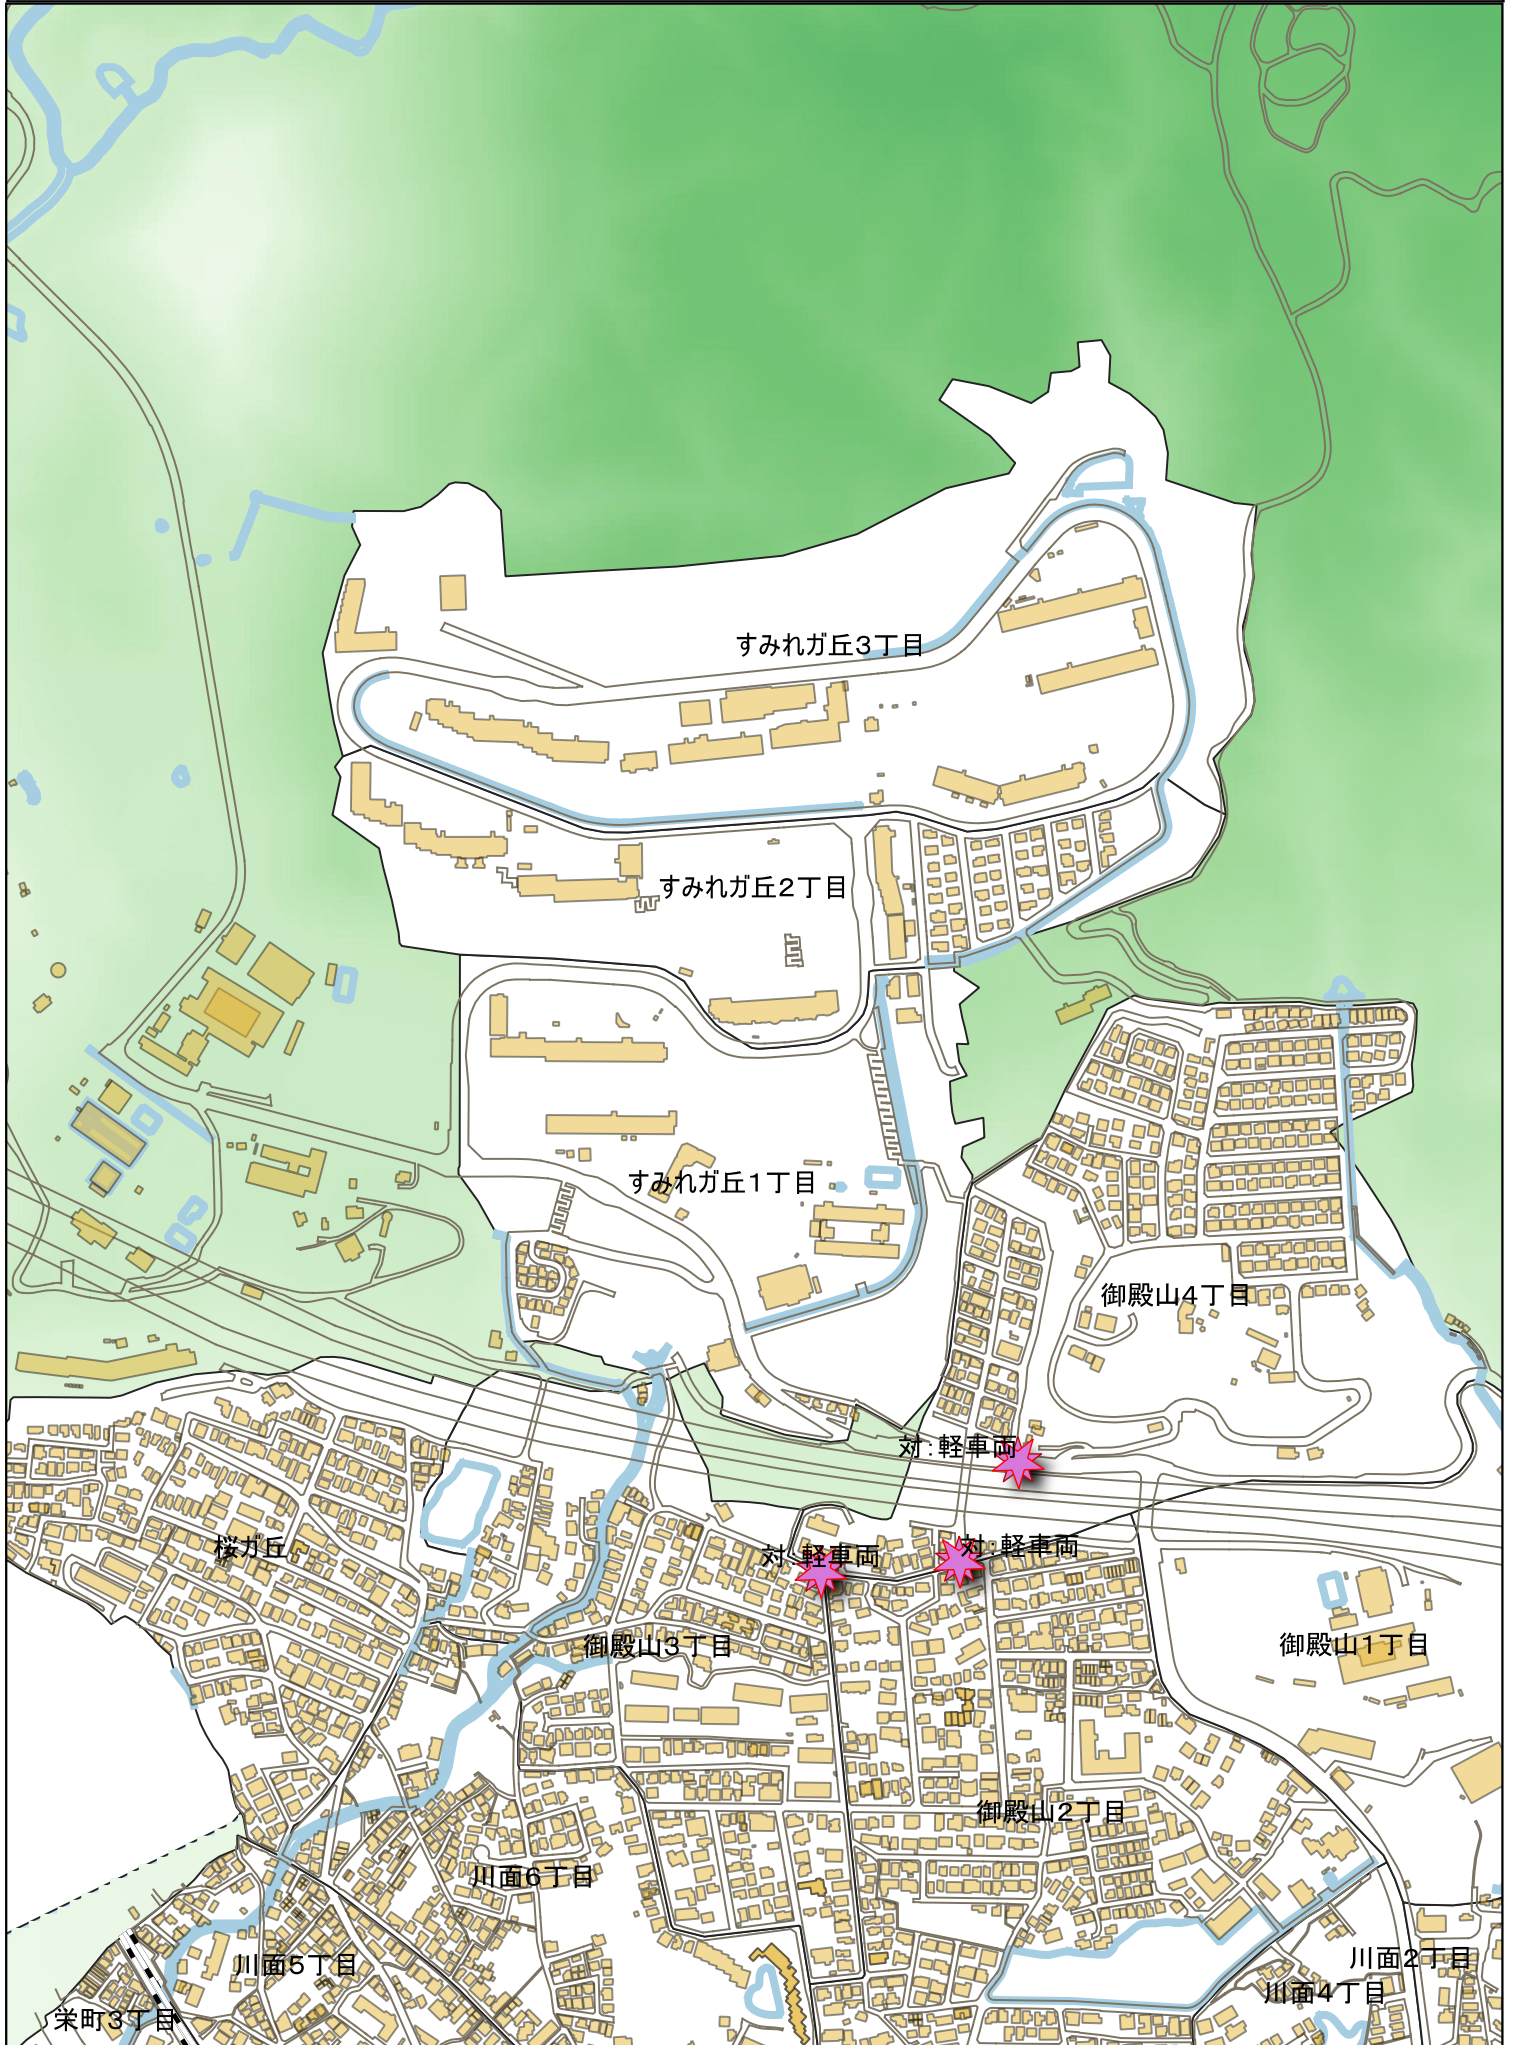 すみれガ丘3丁目
すみれガ丘2丁目
すみれガ丘1丁目
御殿山4丁目
対:軽車両
対:軽車両
対:軽車両
桜ガ丘
御殿山3丁目
御殿山1丁目
御殿山2丁目
川面6丁目
川面5丁目
川面2丁目
川面4丁目
栄町3丁目